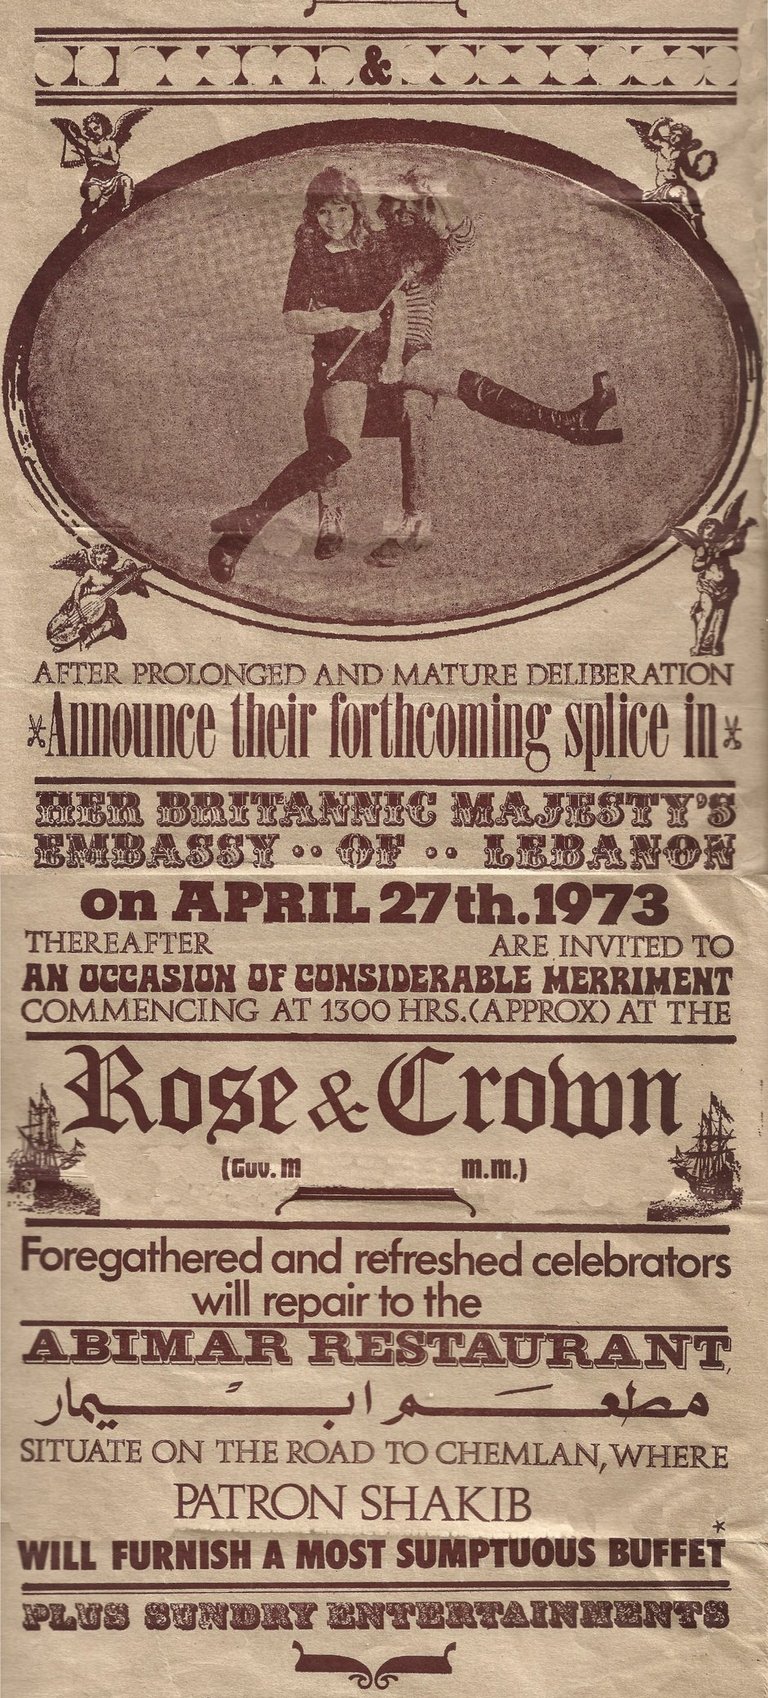 &
AFTER PROLONGED AND MATURE DELIBERATION
Announce their forthcoming splice in
HER BRITANNIC MAJESTY'S
EMBASSY ·· OF ·· LEBANON
on APRIL 27th. 1973
THEREAFTER ARE INVITED TO
AN OCCASION OF CONSIDERABLE MERRIMENT
COMMENCING AT 1300 HRS. (APPROX) AT THE
Rose & Crown
(Guv. M m.m.)
Foregathered and refreshed celebrators
will repair to the
ABIMAR RESTAURANT,
مطعم ابيمار
SITUATE ON THE ROAD TO CHEMLAN, WHERE
PATRON SHAKIB
WILL FURNISH A MOST SUMPTUOUS BUFFET*
PLUS SUNDRY ENTERTAINMENTS